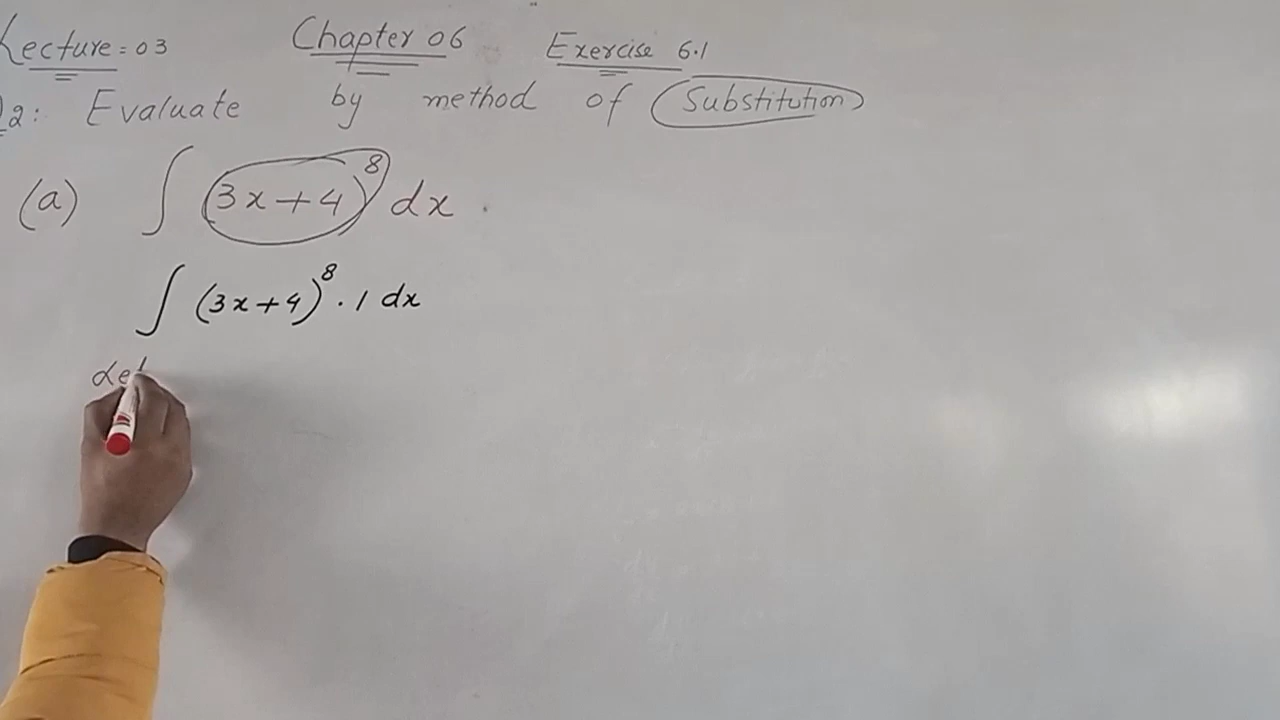 Lecture = 03 Chapter 06 Exercise 6.1
Q2: Evaluate by method of Substitution
(a) ∫ (3x+4)⁸ dx .
∫ (3x+4)⁸ · 1 dx
Let